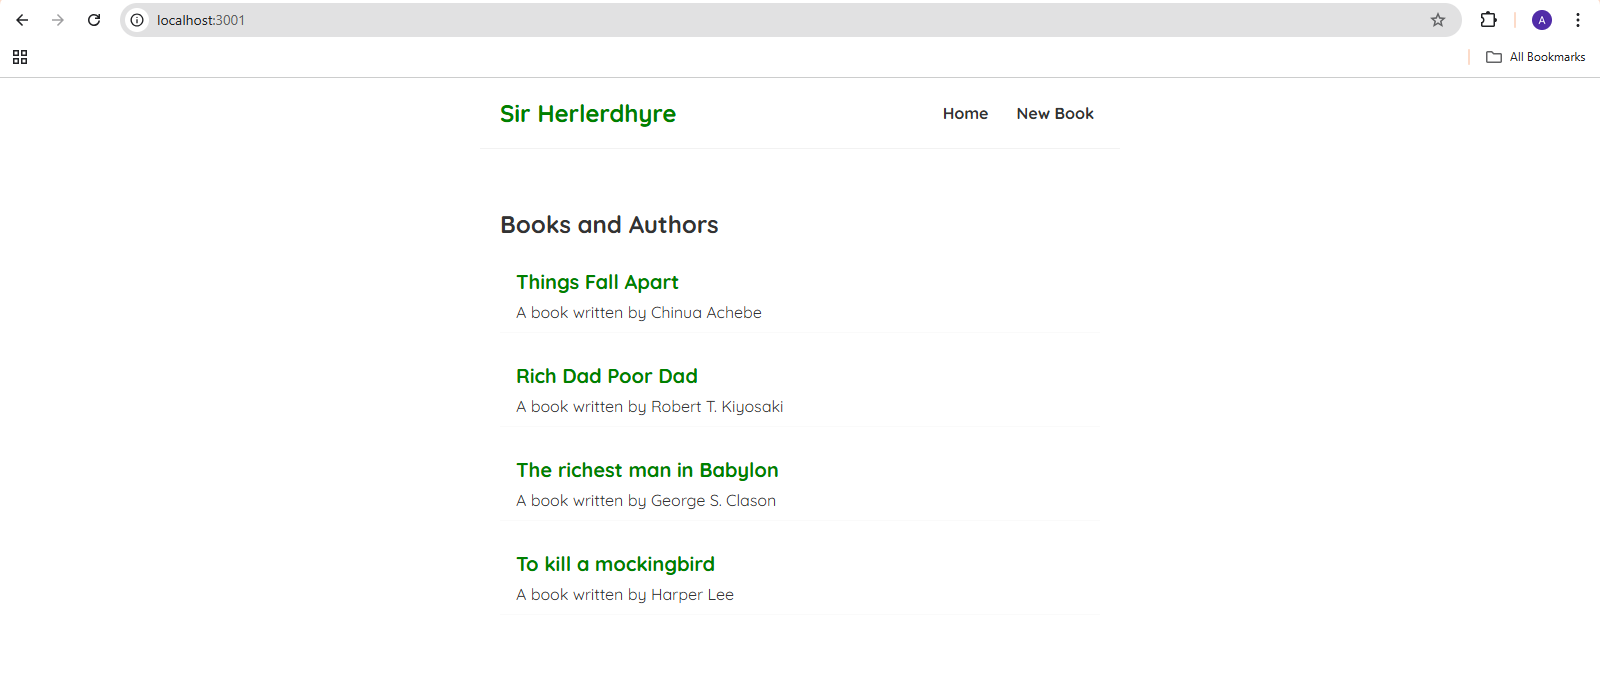 localhost:3001
A
All Bookmarks
Sir Herlerdhyre
Home
New Book
Books and Authors
Things Fall Apart
A book written by Chinua Achebe
Rich Dad Poor Dad
A book written by Robert T. Kiyosaki
The richest man in Babylon
A book written by George S. Clason
To kill a mockingbird
A book written by Harper Lee